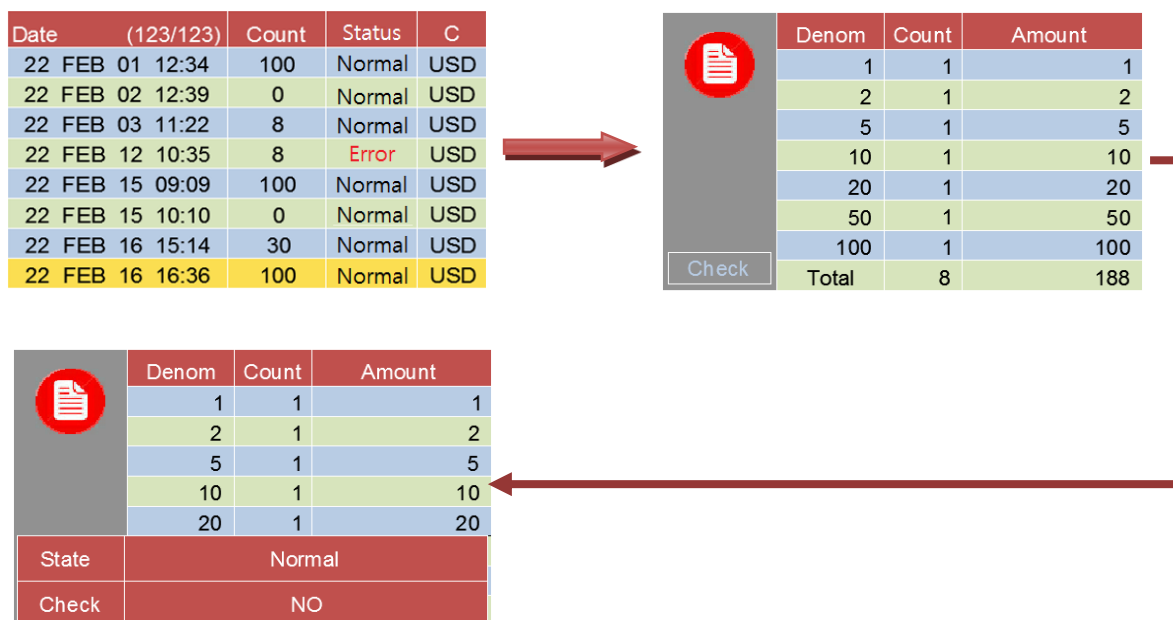 Date (123/123) Count Status C
22 FEB 01 12:34 100 Normal USD
22 FEB 02 12:39 0 Normal USD
22 FEB 03 11:22 8 Normal USD
22 FEB 12 10:35 8 Error USD
22 FEB 15 09:09 100 Normal USD
22 FEB 15 10:10 0 Normal USD
22 FEB 16 15:14 30 Normal USD
22 FEB 16 16:36 100 Normal USD
Denom Count Amount
1 1 1
2 1 2
5 1 5
10 1 10
20 1 20
50 1 50
100 1 100
Check
Total 8 188
Denom Count Amount
1 1 1
2 1 2
5 1 5
10 1 10
20 1 20
State Normal
Check NO